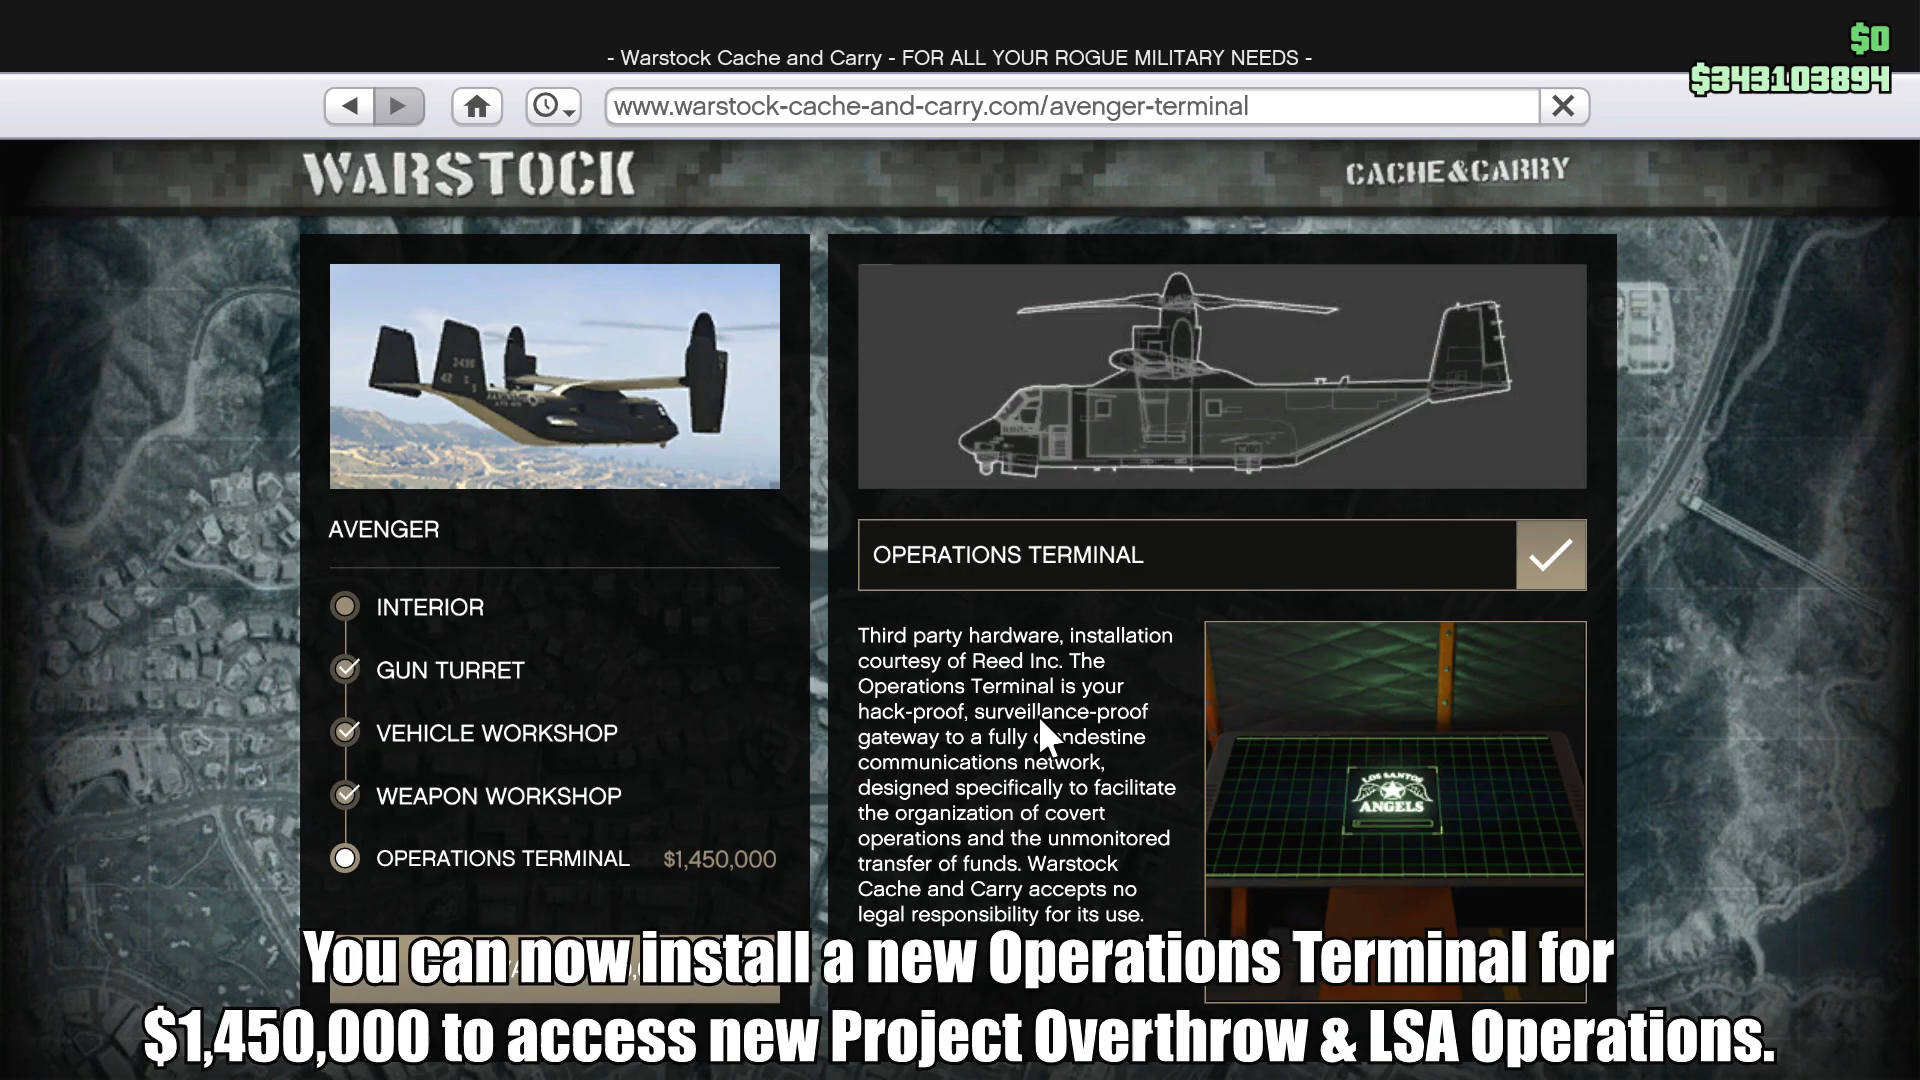 $0
$343103894
- Warstock Cache and Carry - FOR ALL YOUR ROGUE MILITARY NEEDS -
www.warstock-cache-and-carry.com/avenger-terminal
WARSTOCK
CACHE&CARRY
AVENGER
INTERIOR
GUN TURRET
VEHICLE WORKSHOP
WEAPON WORKSHOP
OPERATIONS TERMINAL $1,450,000
OPERATIONS TERMINAL
Third party hardware, installation
courtesy of Reed Inc. The
Operations Terminal is your
hack-proof, surveillance-proof
gateway to a fully clandestine
communications network,
designed specifically to facilitate
the organization of covert
operations and the unmonitored
transfer of funds. Warstock
Cache and Carry accepts no
legal responsibility for its use.
LOS SANTOS
ANGELS
You can now install a new Operations Terminal for
$1,450,000 to access new Project Overthrow & LSA Operations.